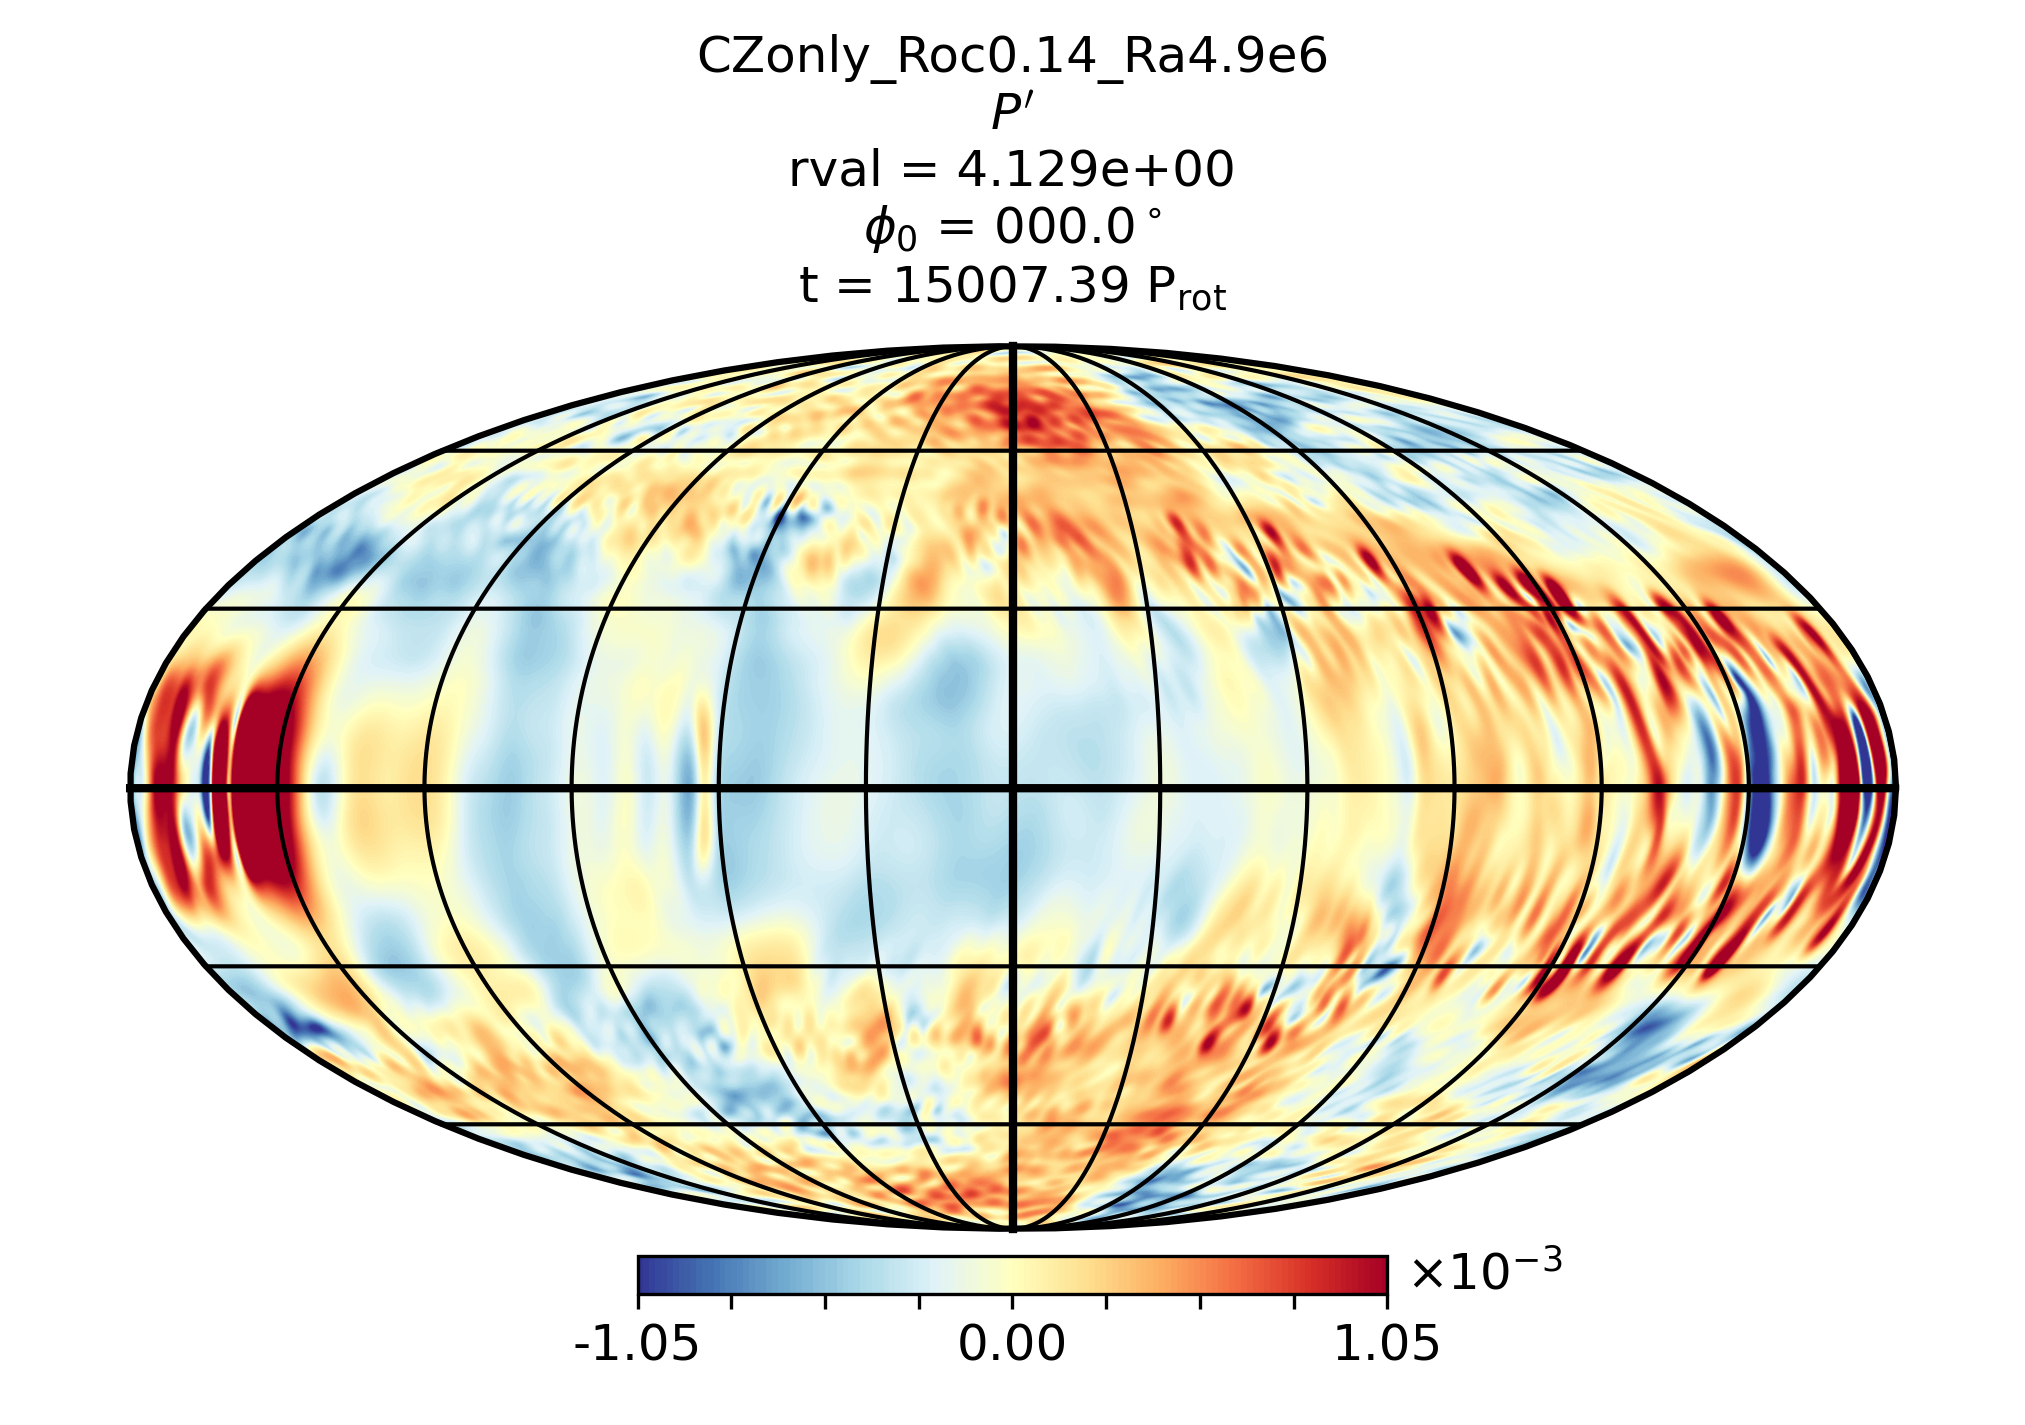 CZonly_Roc0.14_Ra4.9e6
P′
rval = 4.129e+00
ϕ₀ = 000.0°
t = 15007.39 P_rot
×10⁻³
-1.05 0.00 1.05